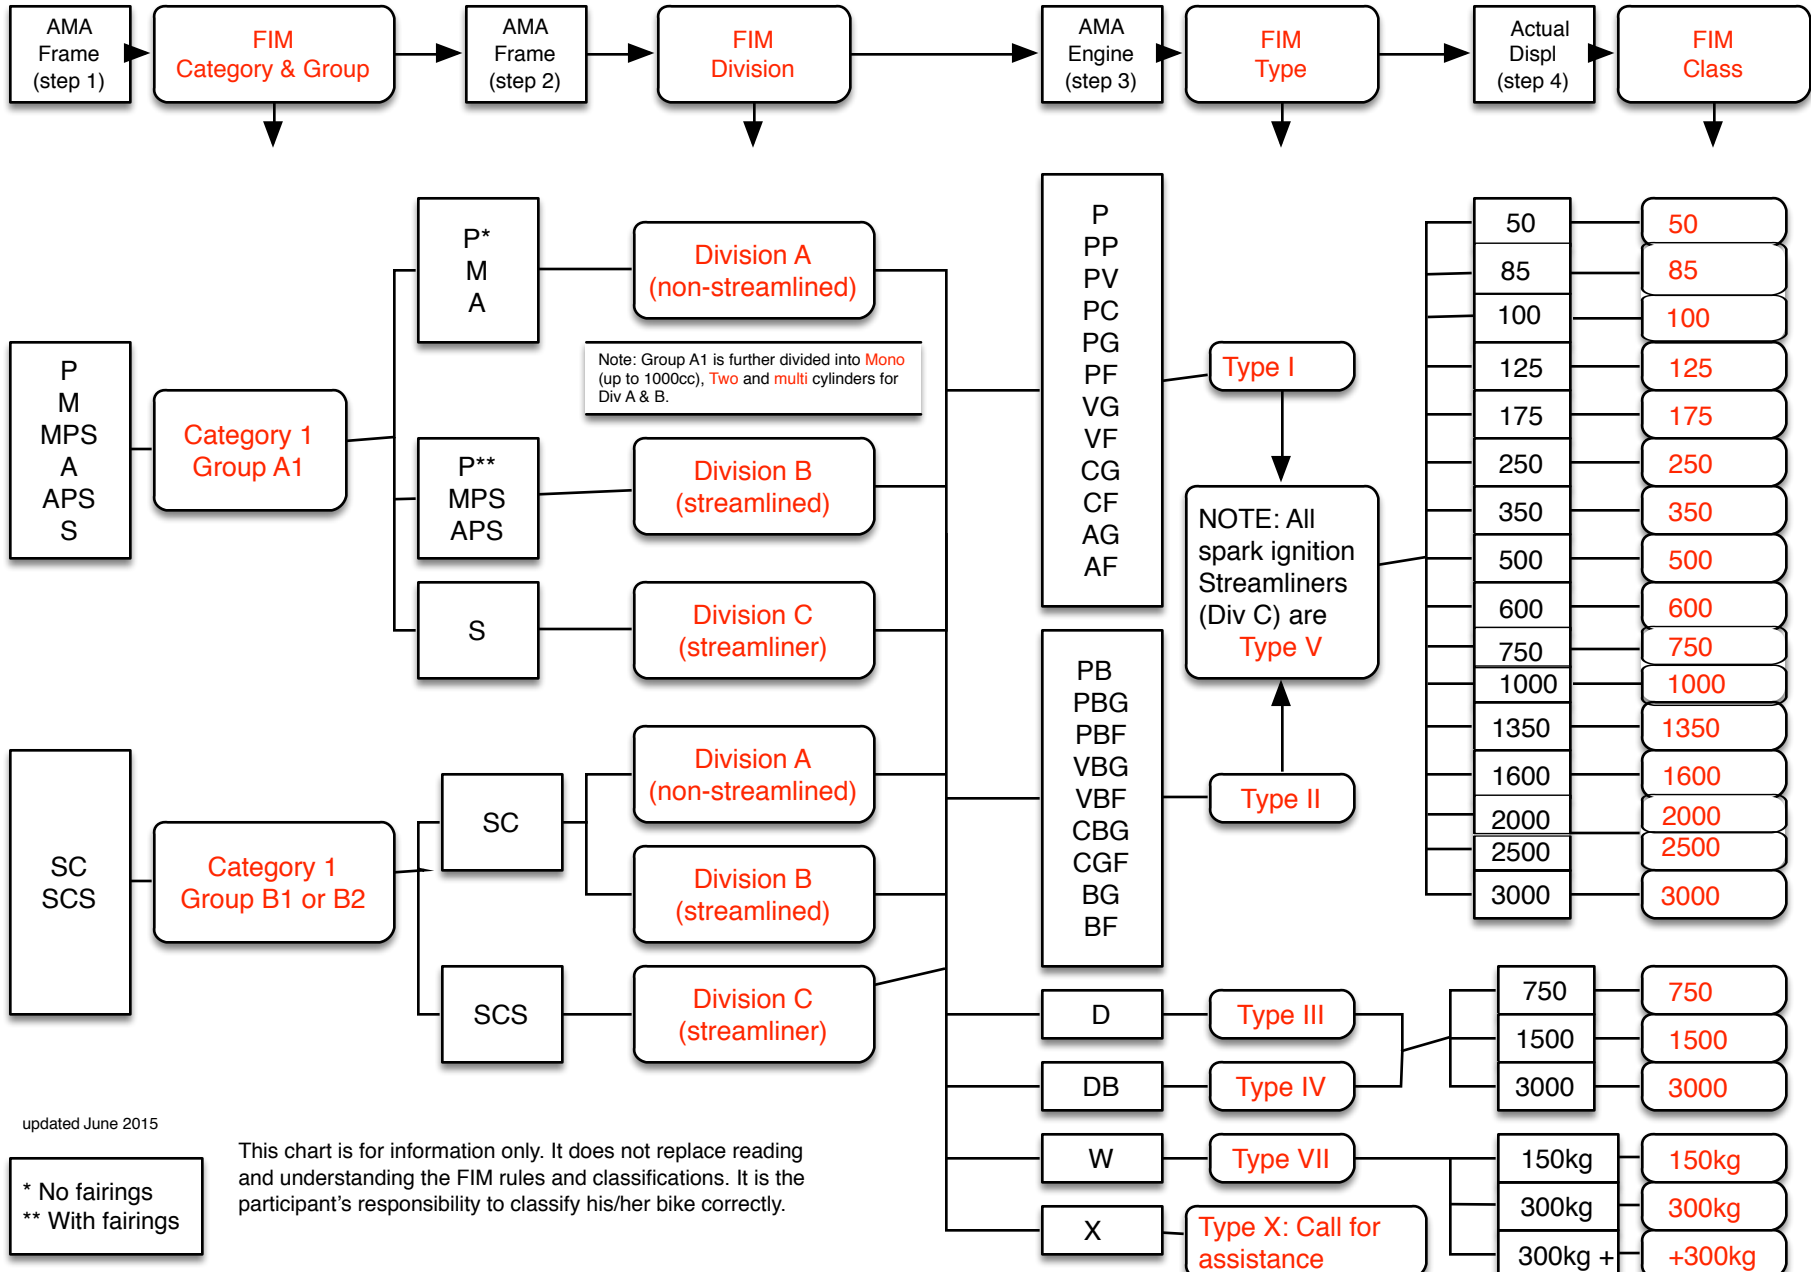 AMA
Frame
(step 1)
FIM
Category & Group
AMA
Frame
(step 2)
FIM
Division
AMA
Engine
(step 3)
FIM
Type
Actual
Displ
(step 4)
FIM
Class
P
M
MPS
A
APS
S
Category 1
Group A1
P*
M
A
Division A
(non-streamlined)
Note: Group A1 is further divided into Mono
(up to 1000cc), Two and multi cylinders for
Div A & B.
P**
MPS
APS
Division B
(streamlined)
S
Division C
(streamliner)
SC
SCS
Category 1
Group B1 or B2
SC
Division A
(non-streamlined)
Division B
(streamlined)
SCS
Division C
(streamliner)
P
PP
PV
PC
PG
PF
VG
VF
CG
CF
AG
AF
Type I
NOTE: All
spark ignition
Streamliners
(Div C) are
Type V
PB
PBG
PBF
VBG
VBF
CBG
CGF
BG
BF
Type II
D
Type III
DB
Type IV
W
Type VII
X
Type X: Call for
assistance
50 50
85 85
100 100
125 125
175 175
250 250
350 350
500 500
600 600
750 750
1000 1000
1350 1350
1600 1600
2000 2000
2500 2500
3000 3000
750 750
1500 1500
3000 3000
150kg 150kg
300kg 300kg
300kg + +300kg
updated June 2015
* No fairings
** With fairings
This chart is for information only. It does not replace reading
and understanding the FIM rules and classifications. It is the
participant's responsibility to classify his/her bike correctly.